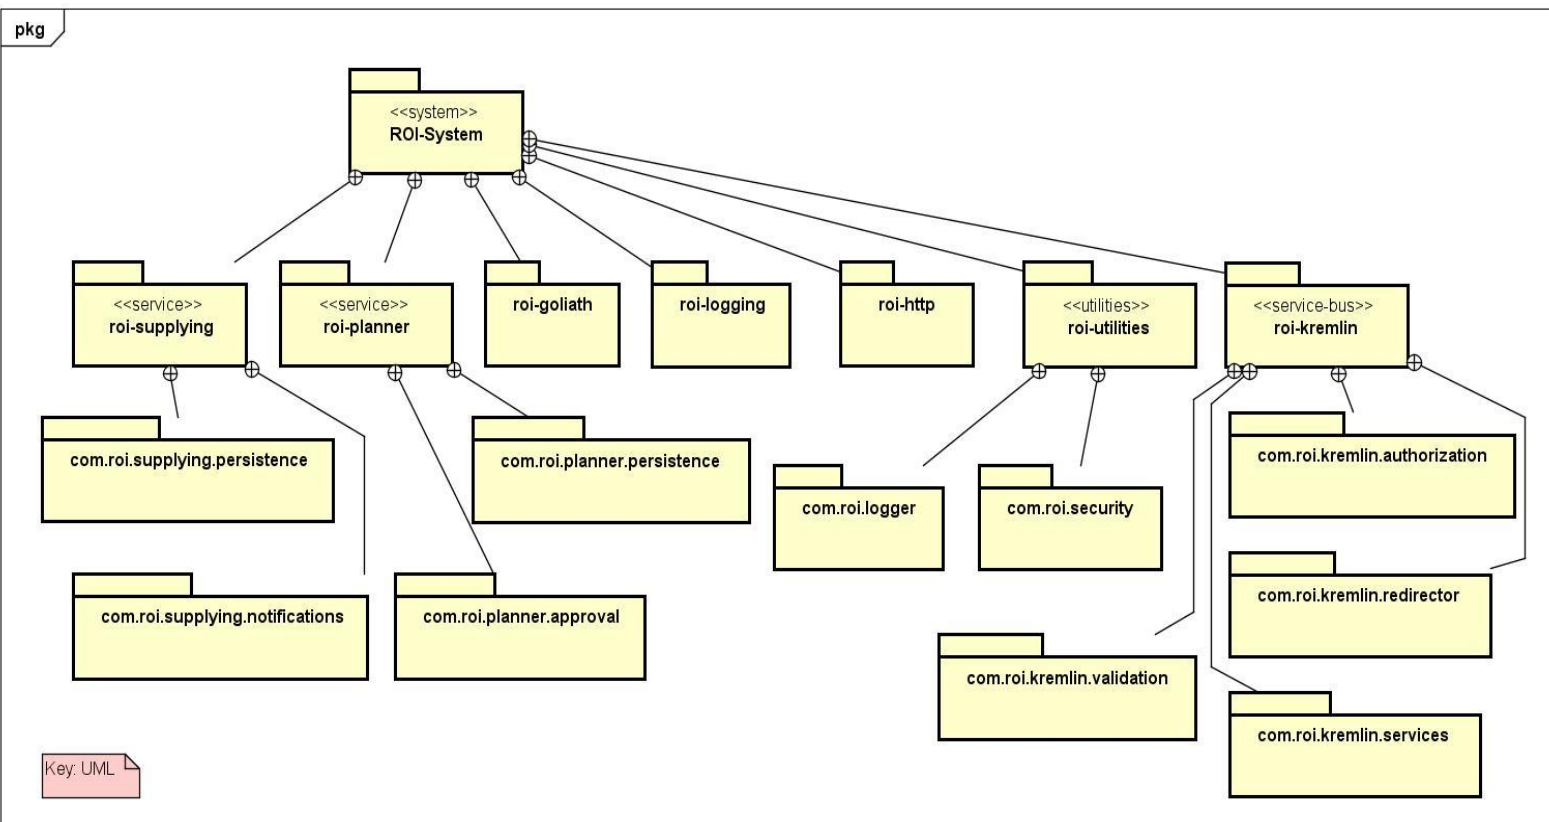 pkg
<<system>>
ROI-System
<<service>>
roi-supplying
<<service>>
roi-planner
roi-goliath
roi-logging
roi-http
<<utilities>>
roi-utilities
<<service-bus>>
roi-kremlin
com.roi.supplying.persistence
com.roi.planner.persistence
com.roi.logger
com.roi.security
com.roi.kremlin.authorization
com.roi.supplying.notifications
com.roi.planner.approval
com.roi.kremlin.redirector
com.roi.kremlin.validation
com.roi.kremlin.services
Key: UML